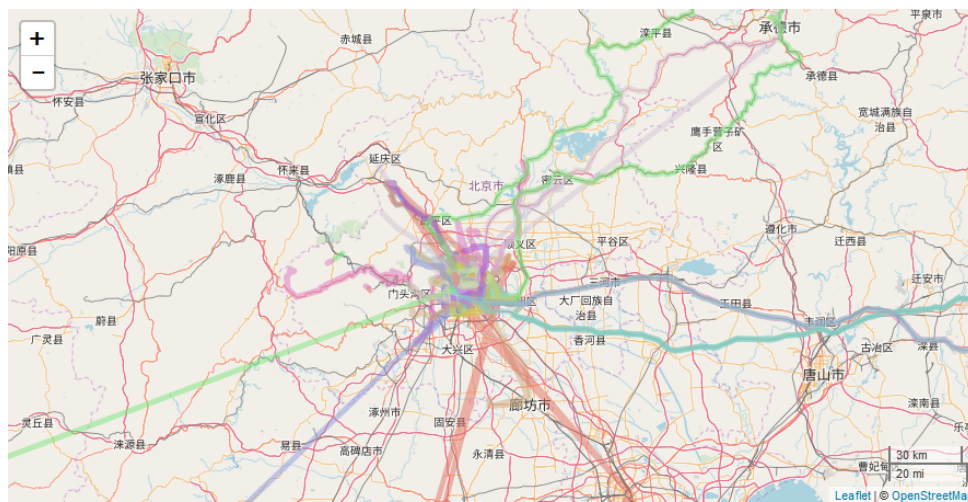 +
−
赤城县
滦平县
承德市
平泉市
张家口市
怀安县
承德县
宽城满族自
治县
宣化区
鹰手营子矿
区
延庆区
怀来县
涿鹿县
北京市
密云区
兴隆县
遵化市
迁西县
平谷区
阳原县
三河市
迁安市
门头沟区
大厂回族自
治县
玉田县
蔚县
广灵县
香河县
丰润区
古冶区
滦县
大兴区
唐山市
涿州市
廊坊市
固安县
滦南县
灵丘县
涞源县
易县
高碑店市
永清县
曹妃甸
30 km
20 mi
Leaflet | © OpenStreetMa